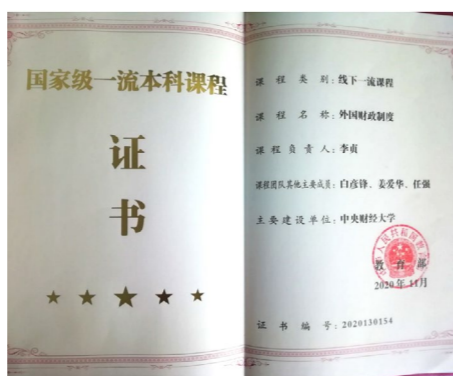 国家级一流本科课程
证
书
课程类别：线下一流课程
课程名称：外国财政制度
课程负责人：李贞
课程团队其他主要成员：白彦锋、姜爱华、任强
主要建设单位：中央财经大学
教育部
2020年11月
证书编号：2020130154